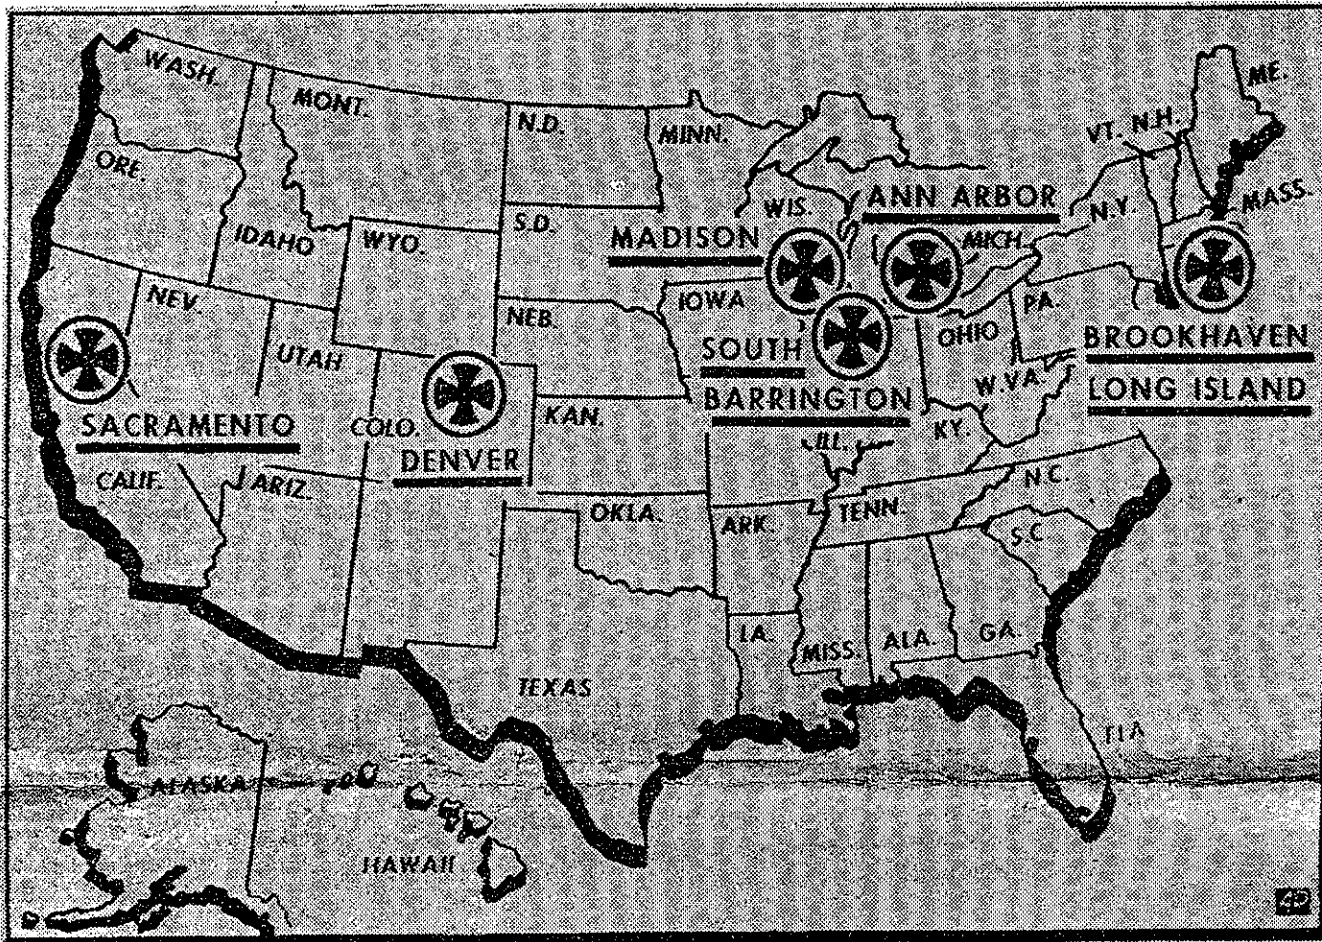 WASH.
MONT.
N.D.
MINN.
ME.
VT. N.H.
ORE.
IDAHO
WYO.
S.D.
WIS.
ANN ARBOR
N.Y.
MASS.
MADISON
MICH.
NEV.
NEB.
IOWA
PA.
UTAH
SOUTH
BARRINGTON
OHIO
BROOKHAVEN
LONG ISLAND
W.VA.
SACRAMENTO
COLO.
KAN.
ILL.
KY.
DENVER
CALIF.
ARIZ.
OKLA.
ARK.
TENN.
N.C.
S.C
LA.
MISS.
ALA.
GA.
TEXAS
FLA
ALASKA
HAWAII